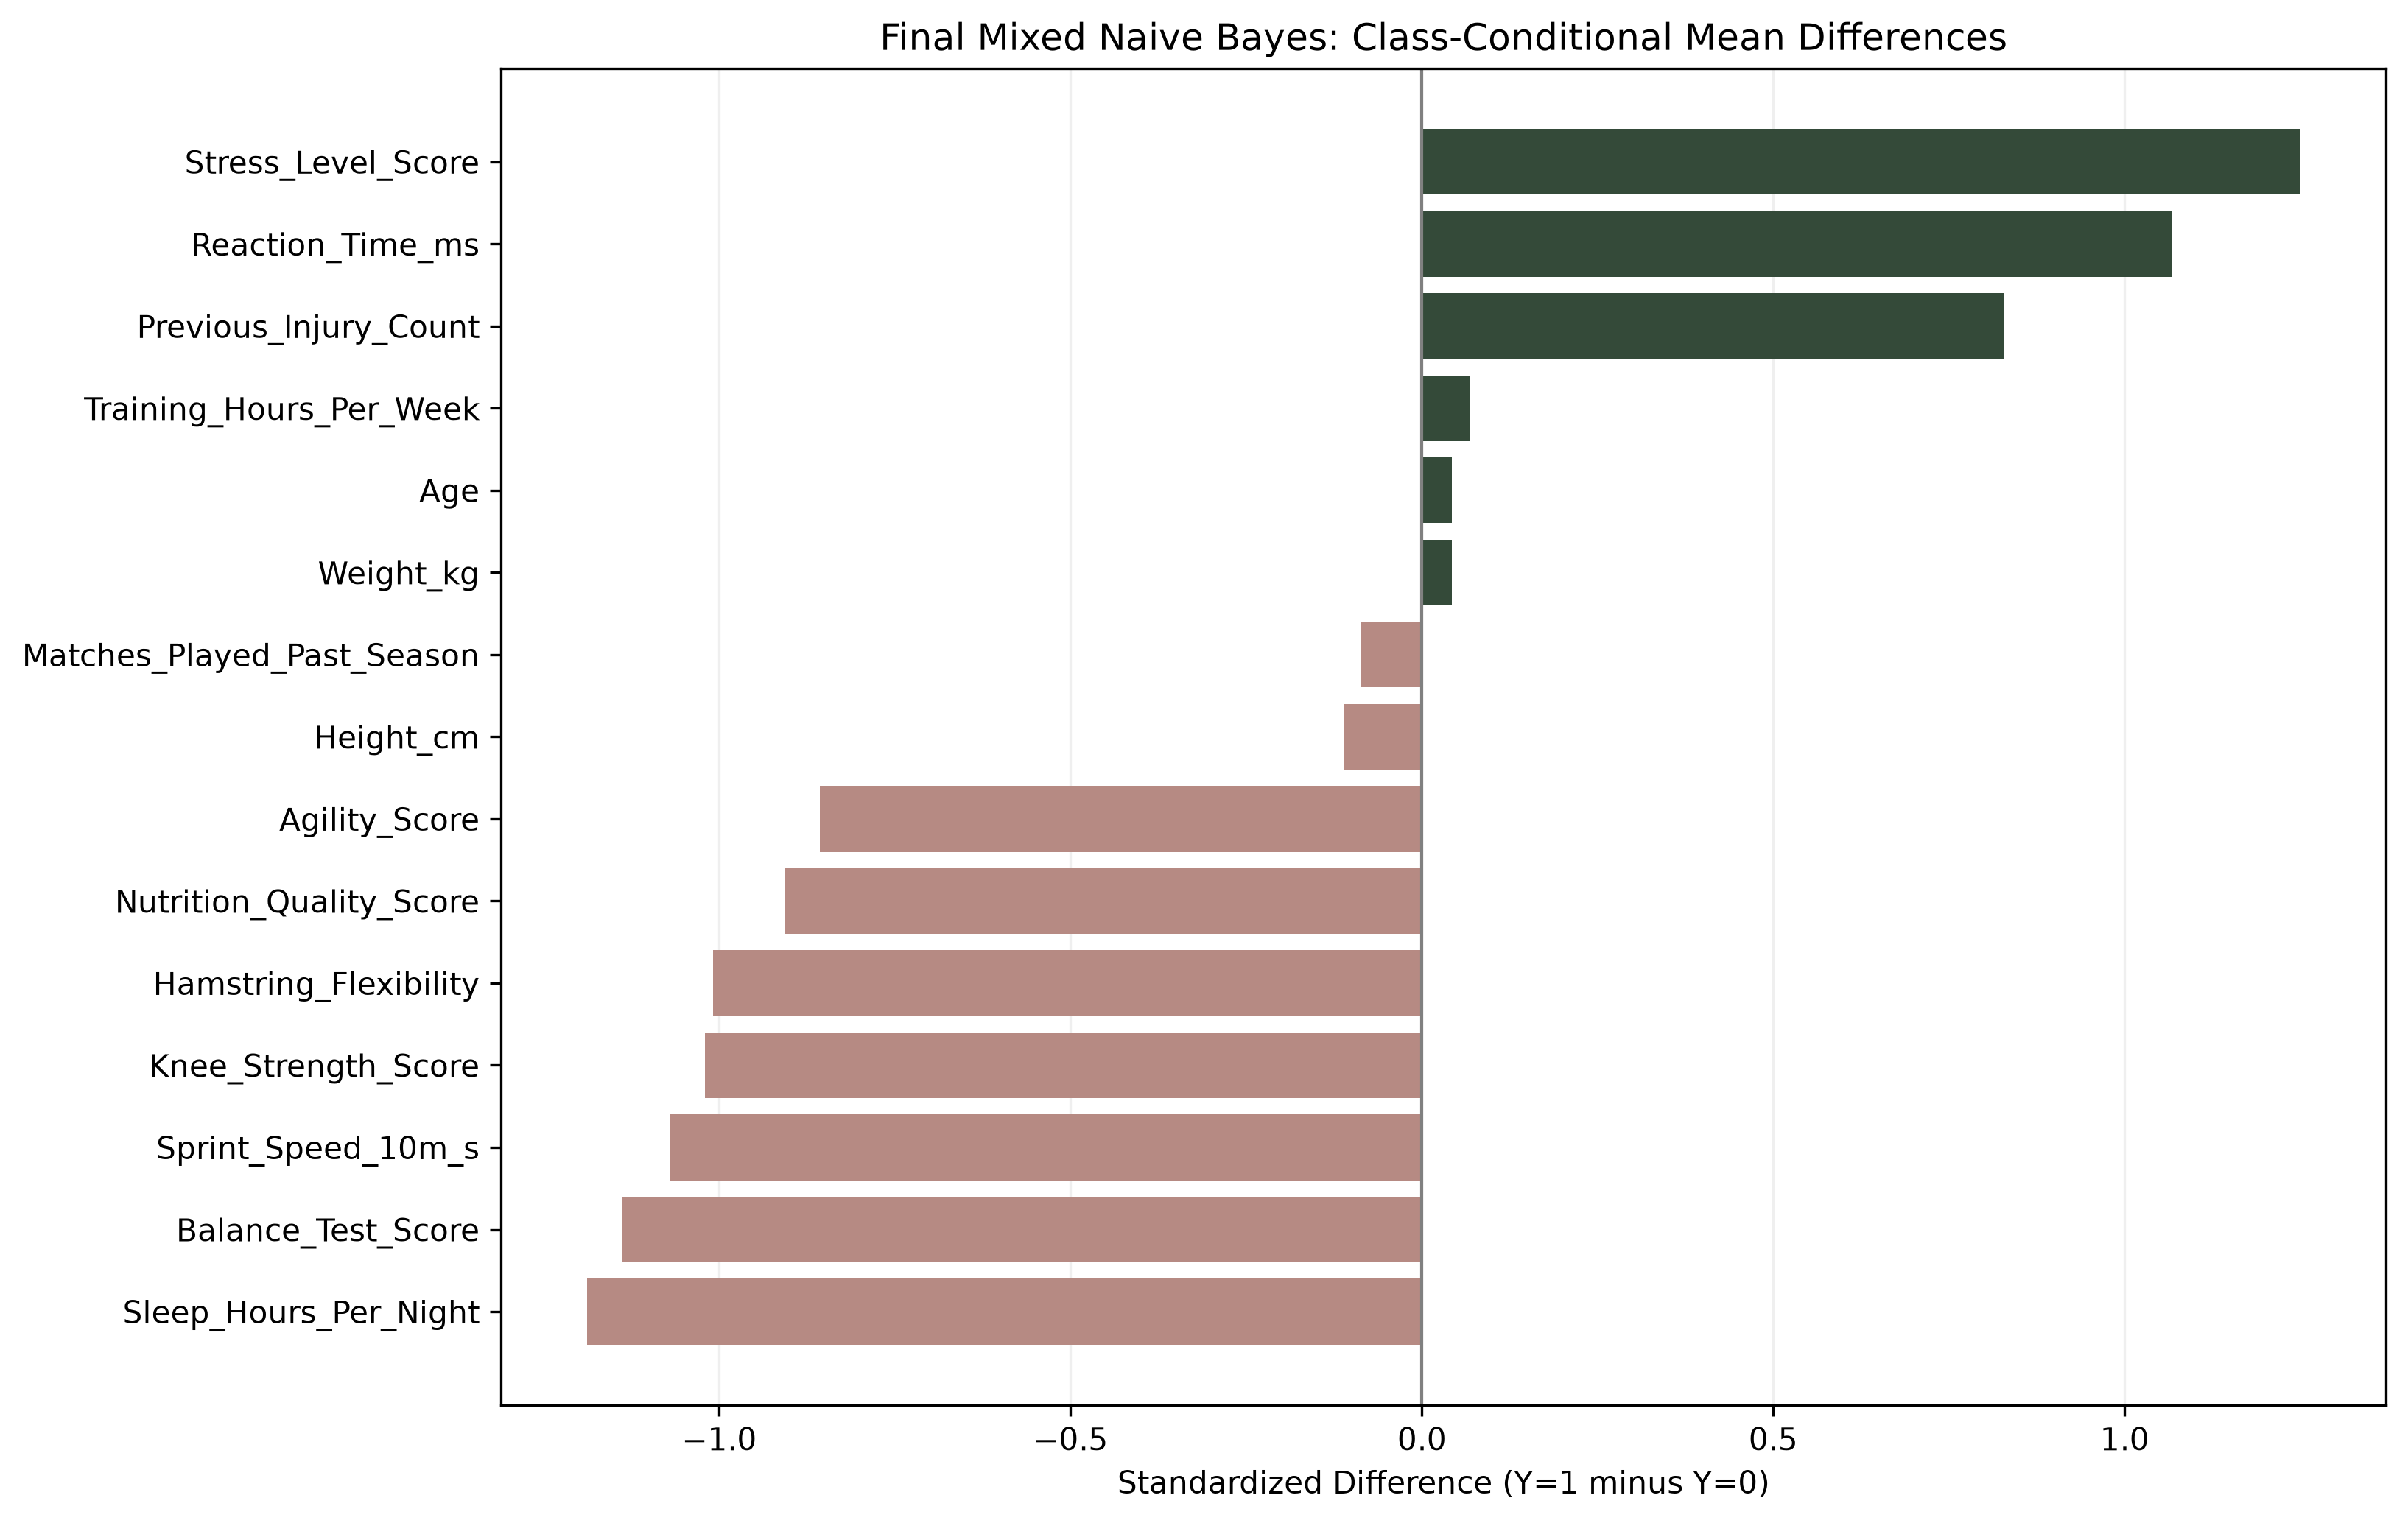 Final Mixed Naive Bayes: Class-Conditional Mean Differences
Stress_Level_Score
Reaction_Time_ms
Previous_Injury_Count
Training_Hours_Per_Week
Age
Weight_kg
Matches_Played_Past_Season
Height_cm
Agility_Score
Nutrition_Quality_Score
Hamstring_Flexibility
Knee_Strength_Score
Sprint_Speed_10m_s
Balance_Test_Score
Sleep_Hours_Per_Night
−1.0 −0.5 0.0 0.5 1.0
Standardized Difference (Y=1 minus Y=0)